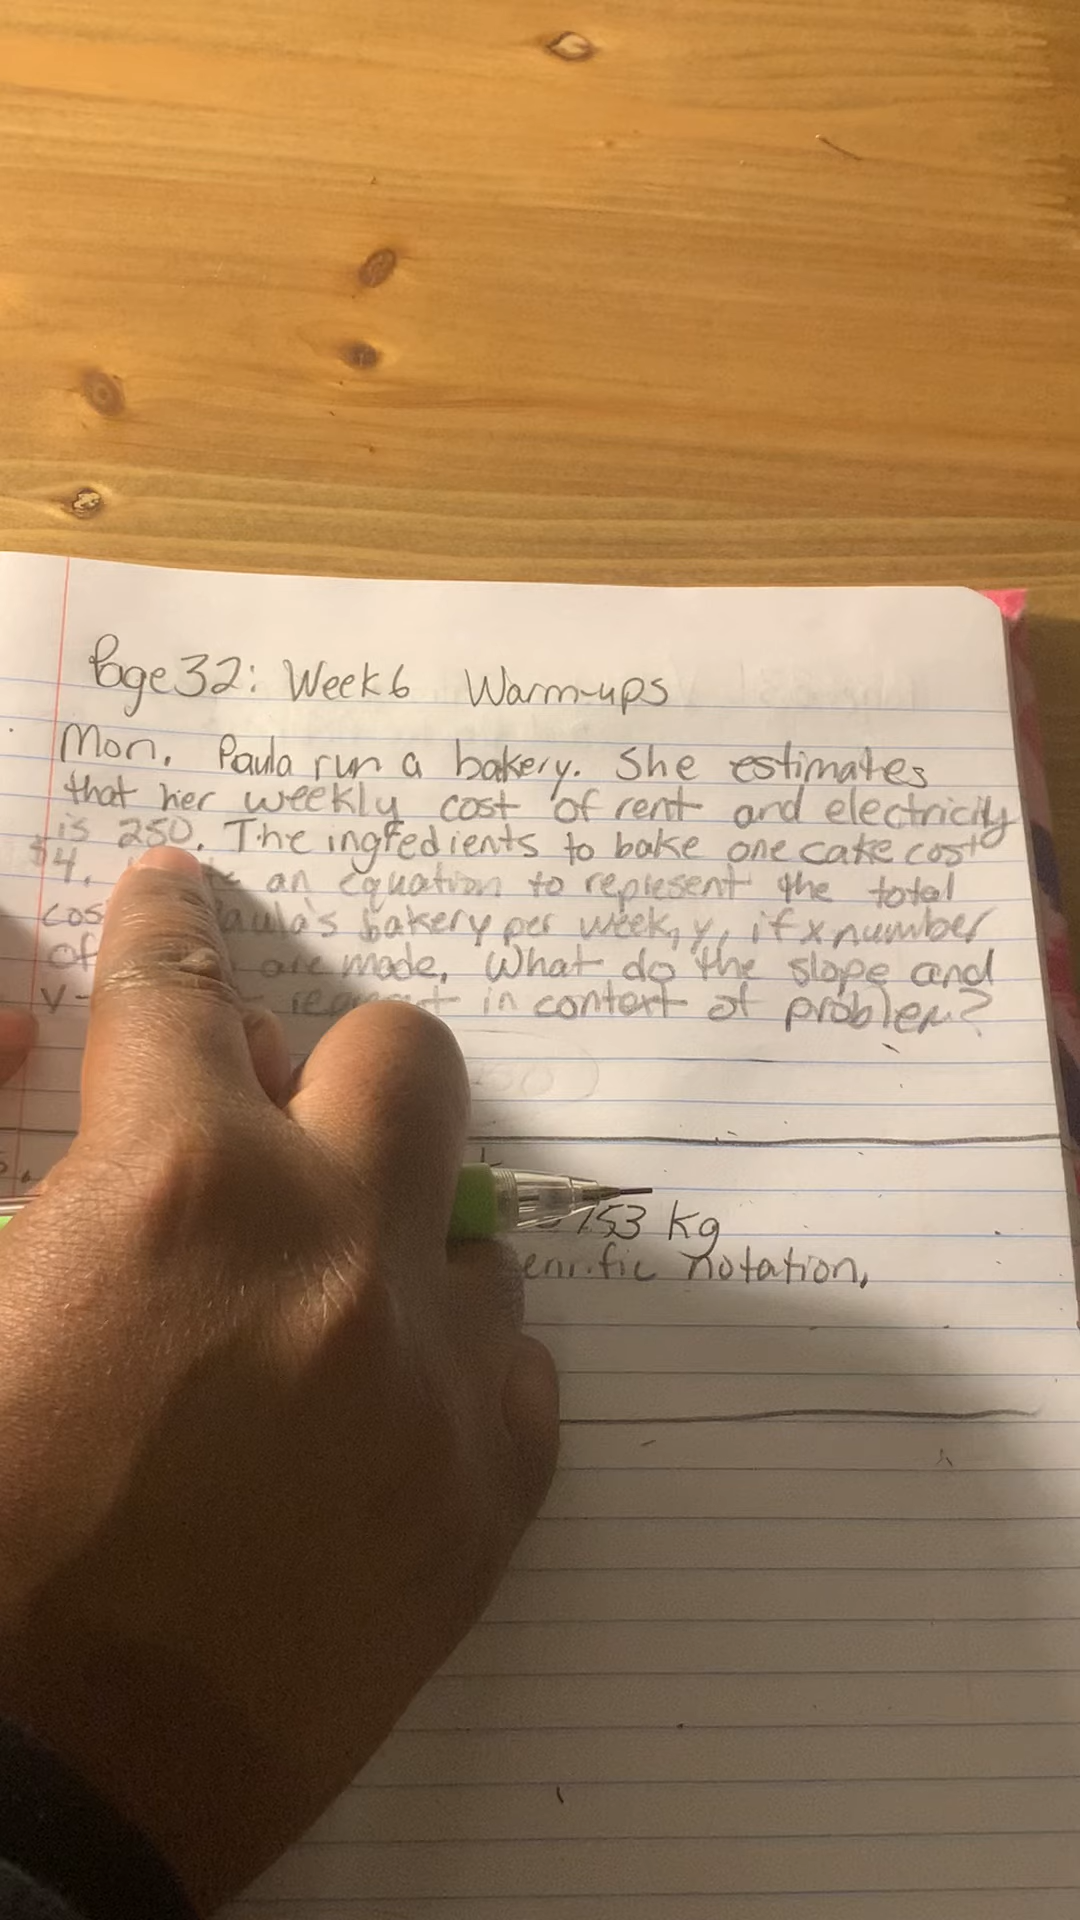 Page 32: Week 6 Warm-ups
Mon. Paula run a bakery. She estimates
that her weekly cost of rent and electricity
is 250. The ingredients to bake one cake cost
$4. an equation to represent the total
cos aula's bakery per week, y, if x number
of are made. What do the slope and
y- in context of problem?
50
153 kg
enrific notation,